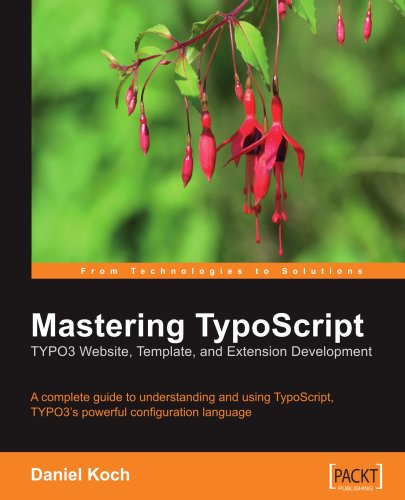 From Technologies to Solutions
Mastering TypoScript
TYPO3 Website, Template, and Extension Development
A complete guide to understanding and using TypoScript,
TYPO3's powerful configuration language
Daniel Koch
PACKT
PUBLISHING